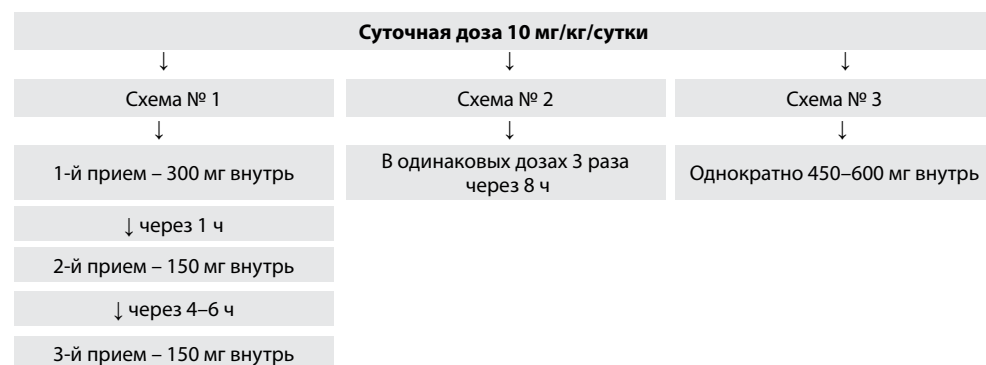 Суточная доза 10 мг/кг/сутки
↓ ↓ ↓
Схема № 1 Схема № 2 Схема № 3
↓ ↓ ↓
1-й прием – 300 мг внутрь
В одинаковых дозах 3 раза
через 8 ч
Однократно 450–600 мг внутрь
↓ через 1 ч
2-й прием – 150 мг внутрь
↓ через 4–6 ч
3-й прием – 150 мг внутрь